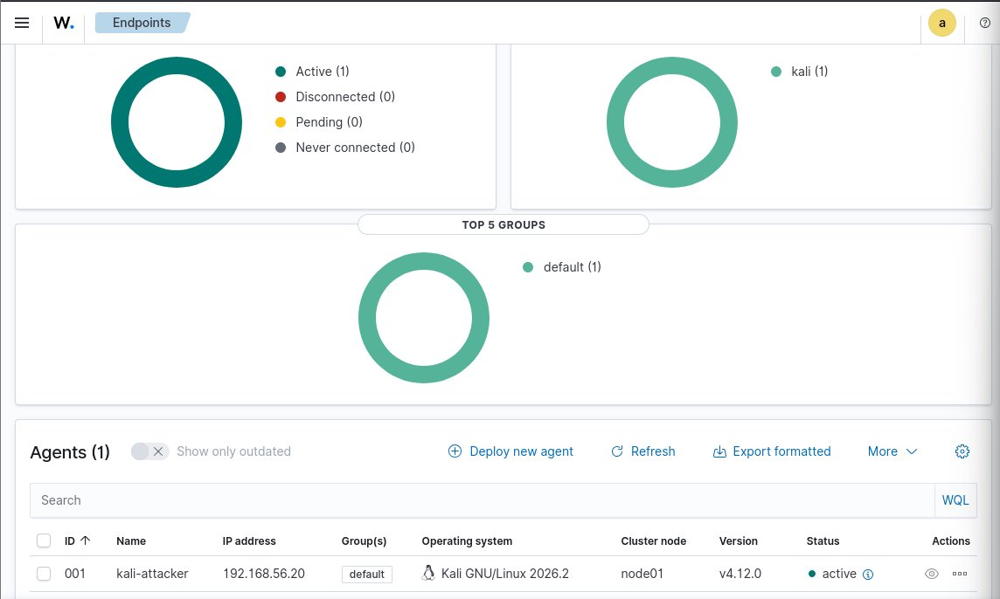 W. Endpoints a
Active (1)
Disconnected (0)
Pending (0)
Never connected (0)
kali (1)
TOP 5 GROUPS
default (1)
Agents (1) Show only outdated Deploy new agent Refresh Export formatted More
Search WQL
ID Name IP address Group(s) Operating system Cluster node Version Status Actions
001 kali-attacker 192.168.56.20 default Kali GNU/Linux 2026.2 node01 v4.12.0 active